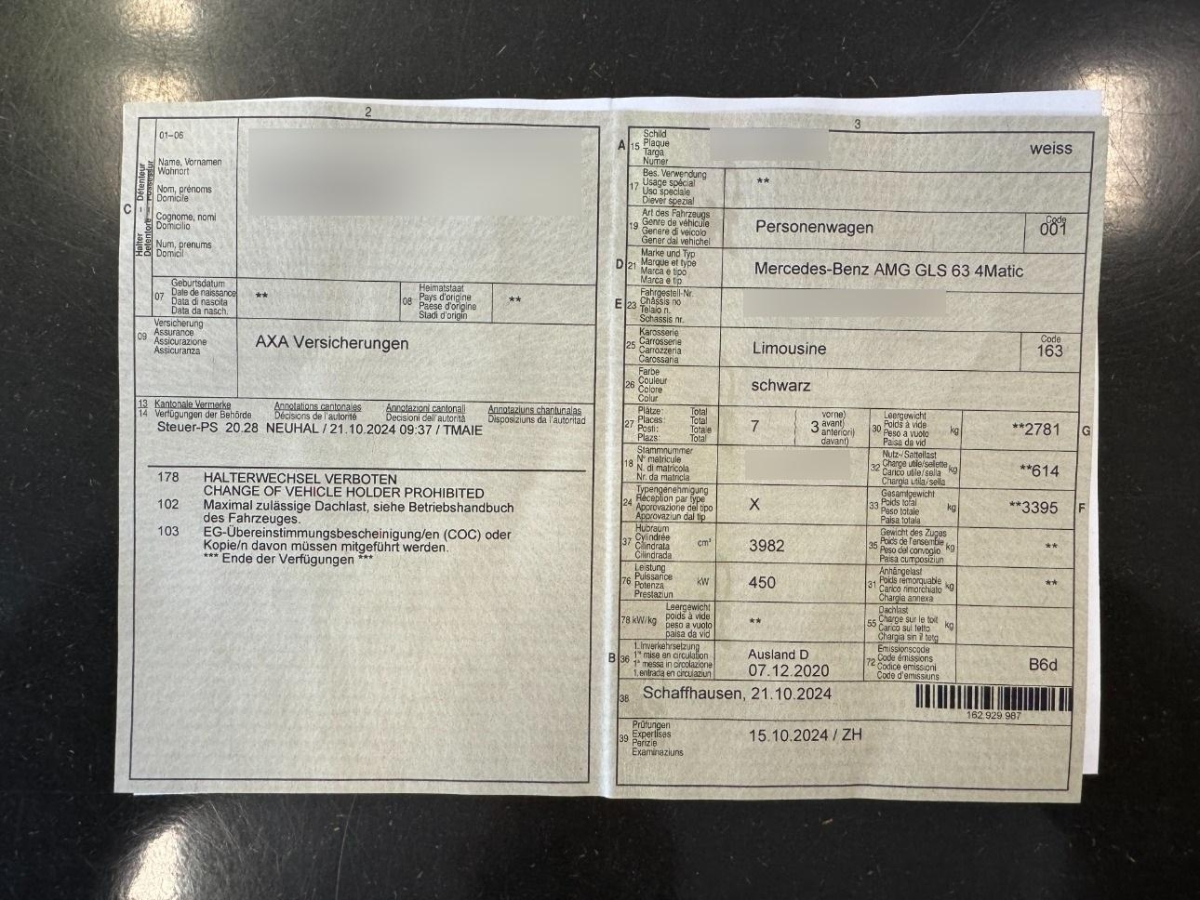 2
01–06
Name, Vornamen
Wohnort
Nom, prénoms
Domicile
Cognome, nomi
Domicilio
Num, prenums
Domicil
C
Halter – Détenteur
07
Geburtsdatum
Date de naissance
Data di nascita
Data da nasch.
**
08
Heimatstaat
Pays d'origine
Paese d'origine
Stadi d'origin
**
09
Versicherung
Assurance
Assicurazione
Assicuranza
AXA Versicherungen
13
14
Kantonale Vermerke
Verfügungen der Behörde
Annotations cantonales
Décisions de l'autorité
Annotazioni cantonali
Decisioni dell'autorità
Annotaziuns chantunalas
Disposiziuns da l'autoritad
Steuer-PS 20.28 NEUHAL / 21.10.2024 09:37 / TMAIE
178 HALTERWECHSEL VERBOTEN
CHANGE OF VEHICLE HOLDER PROHIBITED
102 Maximal zulässige Dachlast, siehe Betriebshandbuch
des Fahrzeuges.
103 EG-Übereinstimmungsbescheinigung/en (COC) oder
Kopie/n davon müssen mitgeführt werden.
*** Ende der Verfügungen ***
3
A 15
Schild
Plaque
Targa
Numer
weiss
17
Bes. Verwendung
Usage spécial
Uso speciale
Diever spezial
**
19
Art des Fahrzeugs
Genre de véhicule
Genere di veicolo
Gener dal vehichel
Personenwagen
Code
001
D 21
Marke und Typ
Marque et type
Marca e tipo
Marca e tip
Mercedes-Benz AMG GLS 63 4Matic
E 23
Fahrgestell-Nr.
Châssis no
Telaio n.
Schassis nr.
25
Karosserie
Carrosserie
Carrozzeria
Carossaria
Limousine
Code
163
26
Farbe
Couleur
Colore
Colur
schwarz
27
Plätze: Total
Places: Total
Posti: Totale
Plazs: Total
7
3
vorne)
avant)
anteriori)
davant)
30
Leergewicht
Poids à vide
Peso a vuoto
Paisa da vid
kg
**2781
G
18
Stammnummer
N° matricule
N. di matricola
Nr. da matricla
32
Nutz-/Sattellast
Charge utile/sellette
Carico utile/sella
Chargia utila/sella
kg
**614
24
Typengenehmigung
Réception par type
Approvazione del tipo
Approvaziun dal tip
X
33
Gesamtgewicht
Poids total
Peso totale
Paisa totala
kg
**3395
F
37
Hubraum
Cylindrée
Cilindrata
Cilindrada
cm³
3982
35
Gewicht des Zuges
Poids de l'ensemble
Peso del convoglio
Paisa cumposiziun
kg
**
76
Leistung
Puissance
Potenza
Prestaziun
kW
450
31
Anhängelast
Poids remorquable
Carico rimorchiato
Chargia annexa
kg
**
78 kW/kg
Leergewicht
poids à vide
peso a vuoto
paisa da vid
**
55
Dachlast
Charge sur le toit
Carico sul tetto
Chargia sin il tetg
kg
B 36
1. Inverkehrsetzung
1re mise en circulation
1a messa in circolazione
1. entrada en circulaziun
Ausland D
07.12.2020
72
Emissionscode
Code émissions
Codice emissioni
Code d'emissiuns
B6d
38
Schaffhausen, 21.10.2024
162 929 987
39
Prüfungen
Expertises
Perizie
Examinaziuns
15.10.2024 / ZH